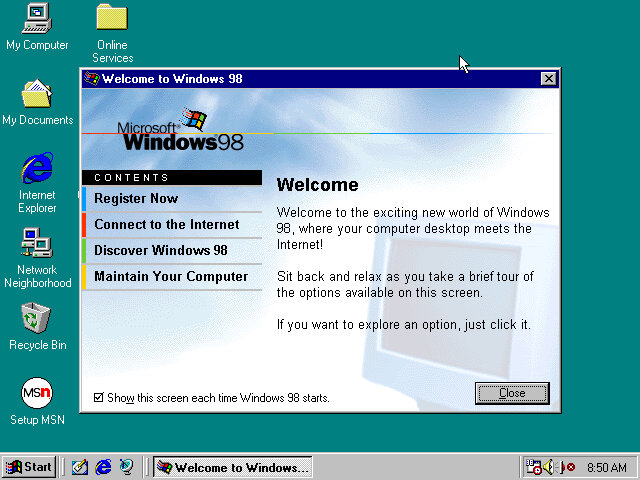 My Computer
Online
Services
My Documents
Internet
Explorer
Network
Neighborhood
Recycle Bin
MSn
Setup MSN
Welcome to Windows 98
Microsoft®
Windows®98
CONTENTS
Register Now
Connect to the Internet
Discover Windows 98
Maintain Your Computer
Welcome
Welcome to the exciting new world of Windows
98, where your computer desktop meets the
Internet!
Sit back and relax as you take a brief tour of
the options available on this screen.
If you want to explore an option, just click it.
Show this screen each time Windows 98 starts.
Close
Start
Welcome to Windows...
8:50 AM